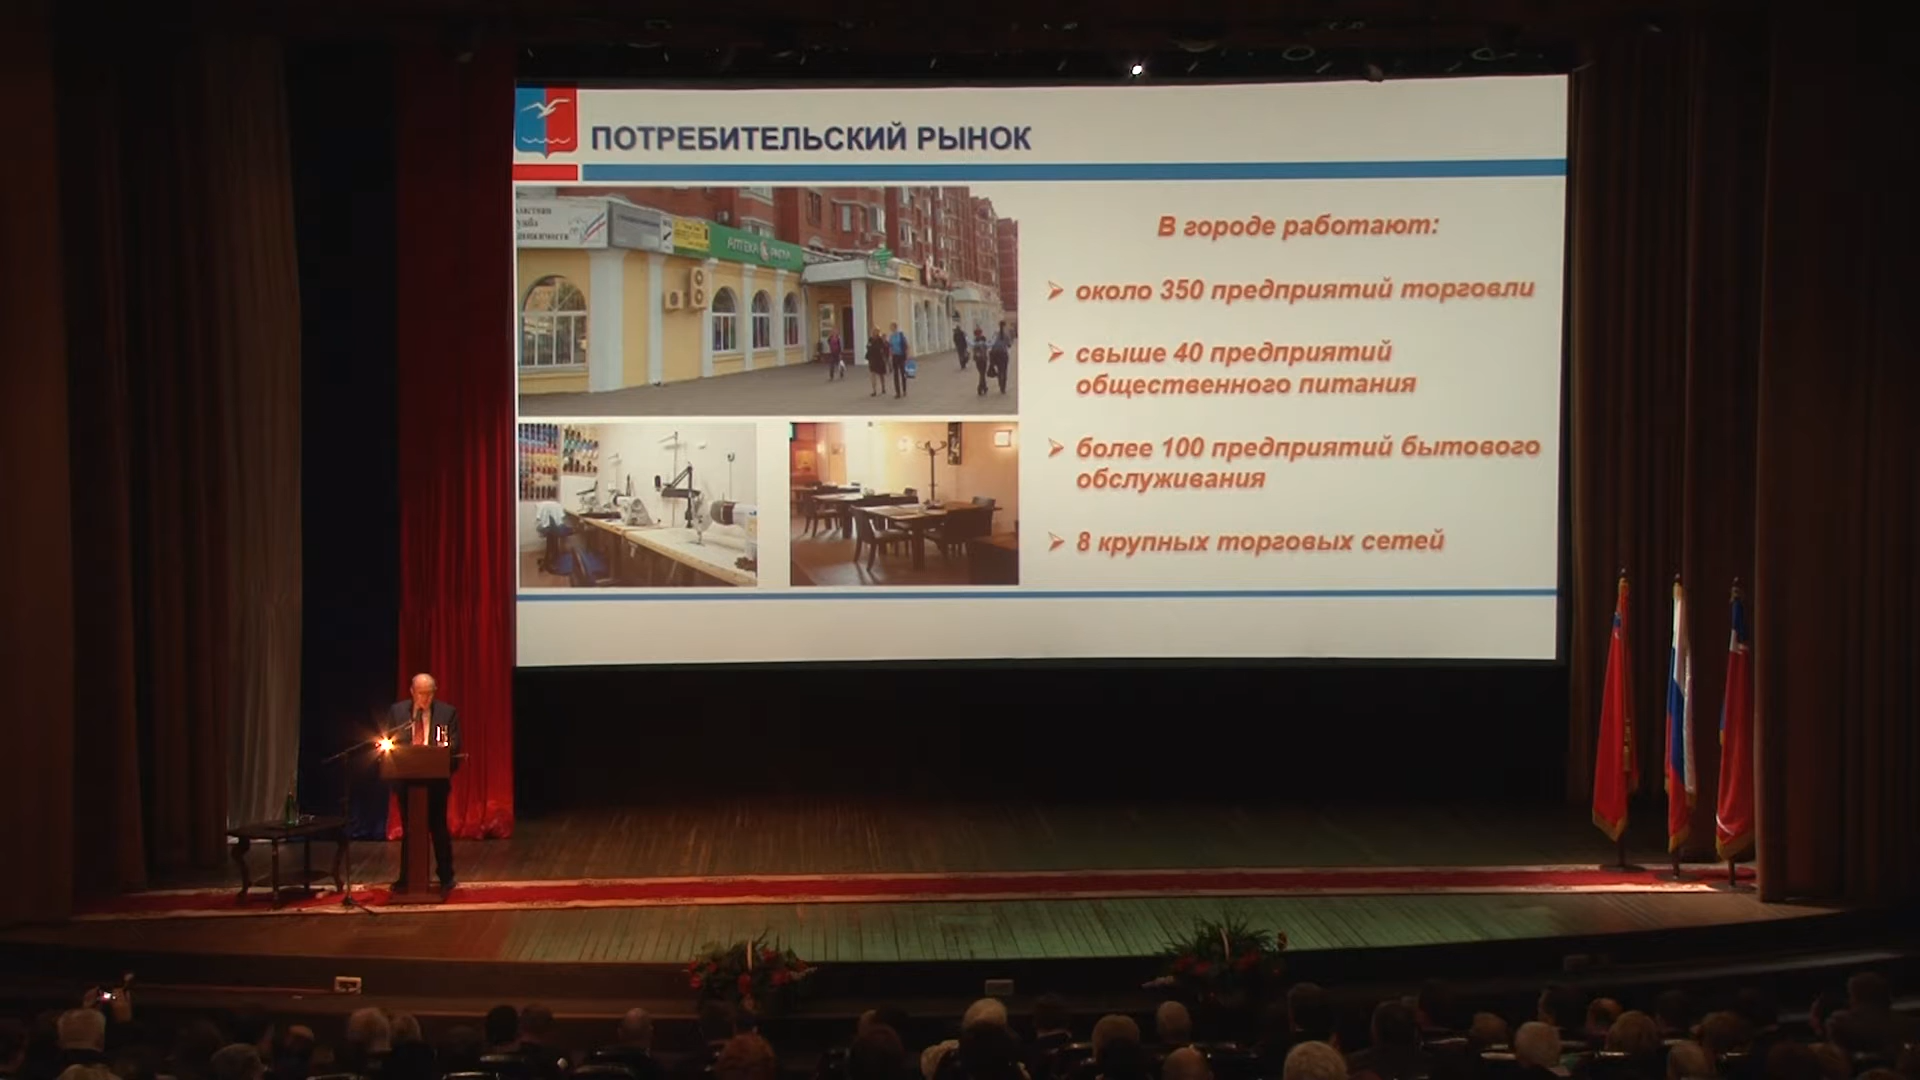 ПОТРЕБИТЕЛЬСКИЙ РЫНОК
АПТЕКА
В городе работают:
около 350 предприятий торговли
свыше 40 предприятий
общественного питания
более 100 предприятий бытового
обслуживания
8 крупных торговых сетей